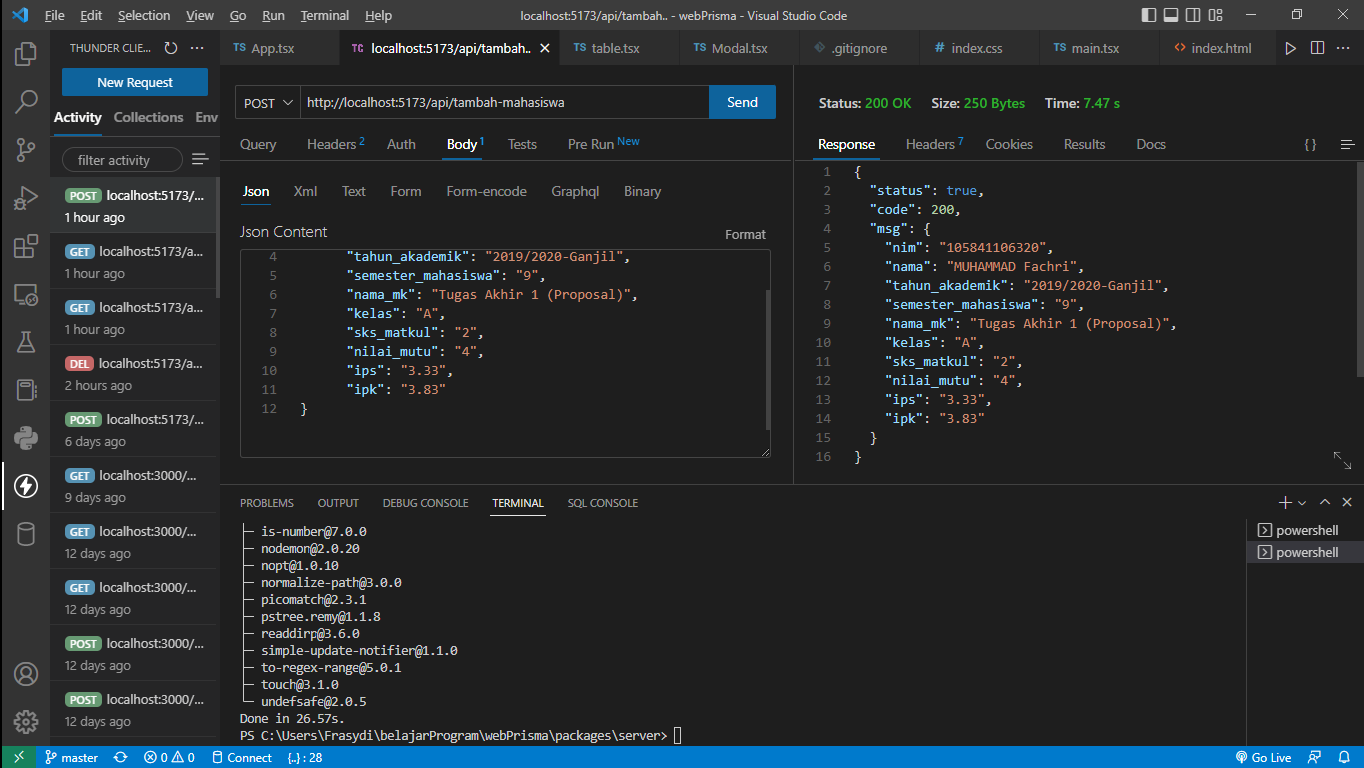 File Edit Selection View Go Run Terminal Help
localhost:5173/api/tambah.. - webPrisma - Visual Studio Code
THUNDER CLIE... ···
New Request
Activity Collections Env
filter activity
POST localhost:5173/...
1 hour ago
GET localhost:5173/a...
1 hour ago
GET localhost:5173/a...
1 hour ago
DEL localhost:5173/a...
2 hours ago
POST localhost:5173/...
6 days ago
GET localhost:3000/...
9 days ago
GET localhost:3000/...
12 days ago
GET localhost:3000/...
12 days ago
POST localhost:3000/...
12 days ago
POST localhost:3000/...
12 days ago
TS App.tsx
TC localhost:5173/api/tambah..
TS table.tsx
TS Modal.tsx
.gitignore
# index.css
TS main.tsx
<> index.html
POST http://localhost:5173/api/tambah-mahasiswa Send
Query Headers 2 Auth Body 1 Tests Pre Run New
Json Xml Text Form Form-encode Graphql Binary
Json Content Format
4 "tahun_akademik": "2019/2020-Ganjil",
5 "semester_mahasiswa": "9",
6 "nama_mk": "Tugas Akhir 1 (Proposal)",
7 "kelas": "A",
8 "sks_matkul": "2",
9 "nilai_mutu": "4",
10 "ips": "3.33",
11 "ipk": "3.83"
12 }
Status: 200 OK Size: 250 Bytes Time: 7.47 s
Response Headers 7 Cookies Results Docs { }
1 {
2 "status": true,
3 "code": 200,
4 "msg": {
5 "nim": "105841106320",
6 "nama": "MUHAMMAD Fachri",
7 "tahun_akademik": "2019/2020-Ganjil",
8 "semester_mahasiswa": "9",
9 "nama_mk": "Tugas Akhir 1 (Proposal)",
10 "kelas": "A",
11 "sks_matkul": "2",
12 "nilai_mutu": "4",
13 "ips": "3.33",
14 "ipk": "3.83"
15 }
16 }
PROBLEMS OUTPUT DEBUG CONSOLE TERMINAL SQL CONSOLE
├─ is-number@7.0.0
├─ nodemon@2.0.20
├─ nopt@1.0.10
├─ normalize-path@3.0.0
├─ picomatch@2.3.1
├─ pstree.remy@1.1.8
├─ readdirp@3.6.0
├─ simple-update-notifier@1.1.0
├─ to-regex-range@5.0.1
├─ touch@3.1.0
└─ undefsafe@2.0.5
Done in 26.57s.
PS C:\Users\Frasydi\belajarProgram\webPrisma\packages\server>
powershell
powershell
master 0 0 Connect {..} : 28 Go Live